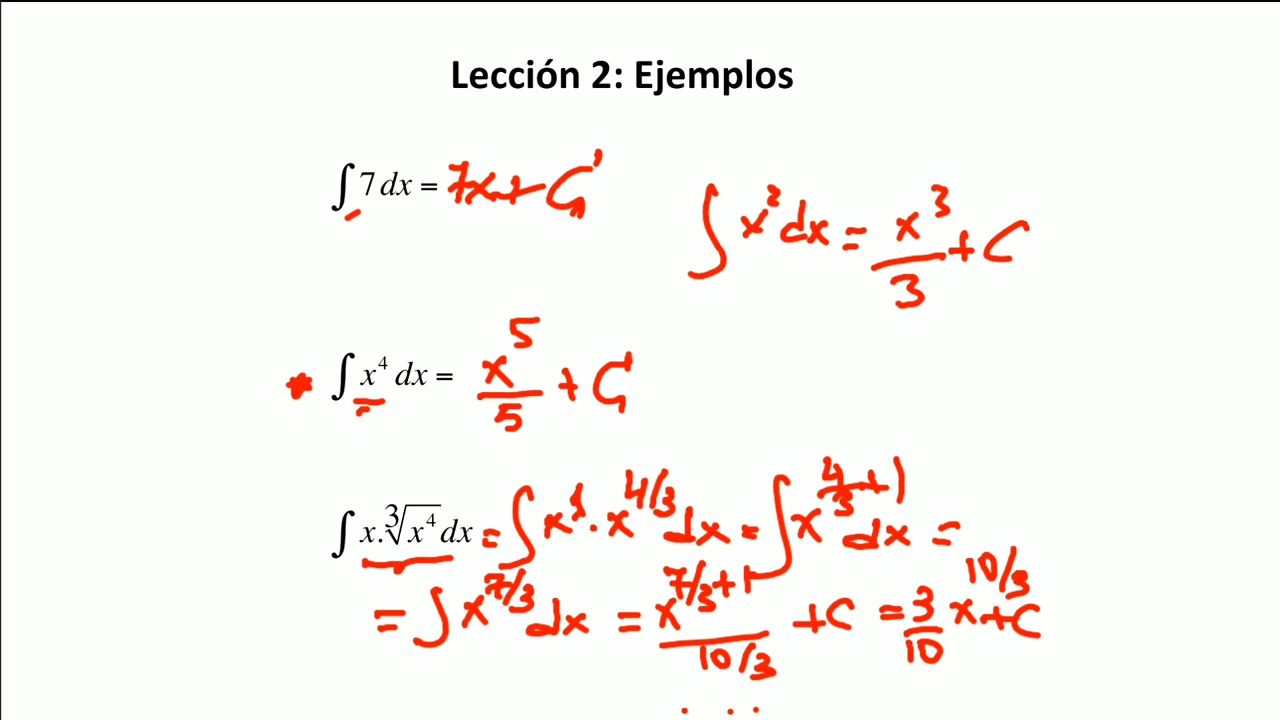 Lección 2: Ejemplos
∫ 7 dx = 7x + C
∫ x² dx = x³/3 + C
* ∫ x⁴ dx = x⁵/5 + C
∫ x.∛x⁴ dx = ∫ x¹ · x^(4/3) dx = ∫ x^(4/3 + 1) dx =
= ∫ x^(7/3) dx = x^(7/3 + 1)/(10/3) + C = 3/10 x^(10/3) + C